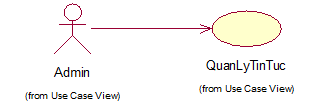 Admin
(from Use Case View)
QuanLyTinTuc
(from Use Case View)